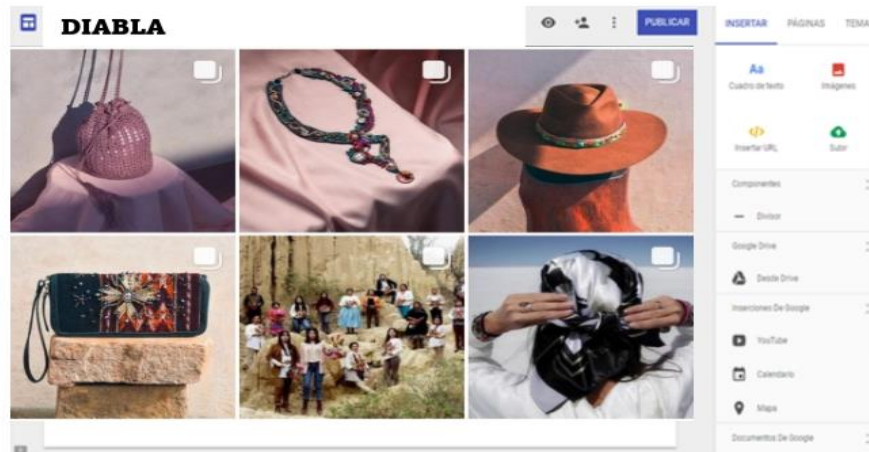 DIABLA
PUBLICAR
INSERTAR PÁGINAS TEMA
Aa
Cuadro de texto Imágenes
Insertar URL Subir
Componentes
Divisor
Google Drive
Desde Drive
Inserciones De Google
YouTube
Calendario
Mapa
Documentos De Google